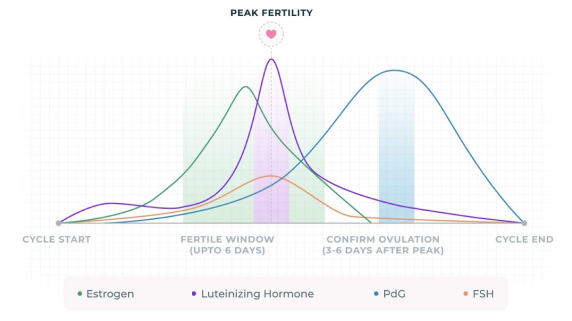 PEAK FERTILITY
CYCLE START
FERTILE WINDOW
(UPTO 6 DAYS)
CONFIRM OVULATION
(3-6 DAYS AFTER PEAK)
CYCLE END
Estrogen
Luteinizing Hormone
PdG
FSH